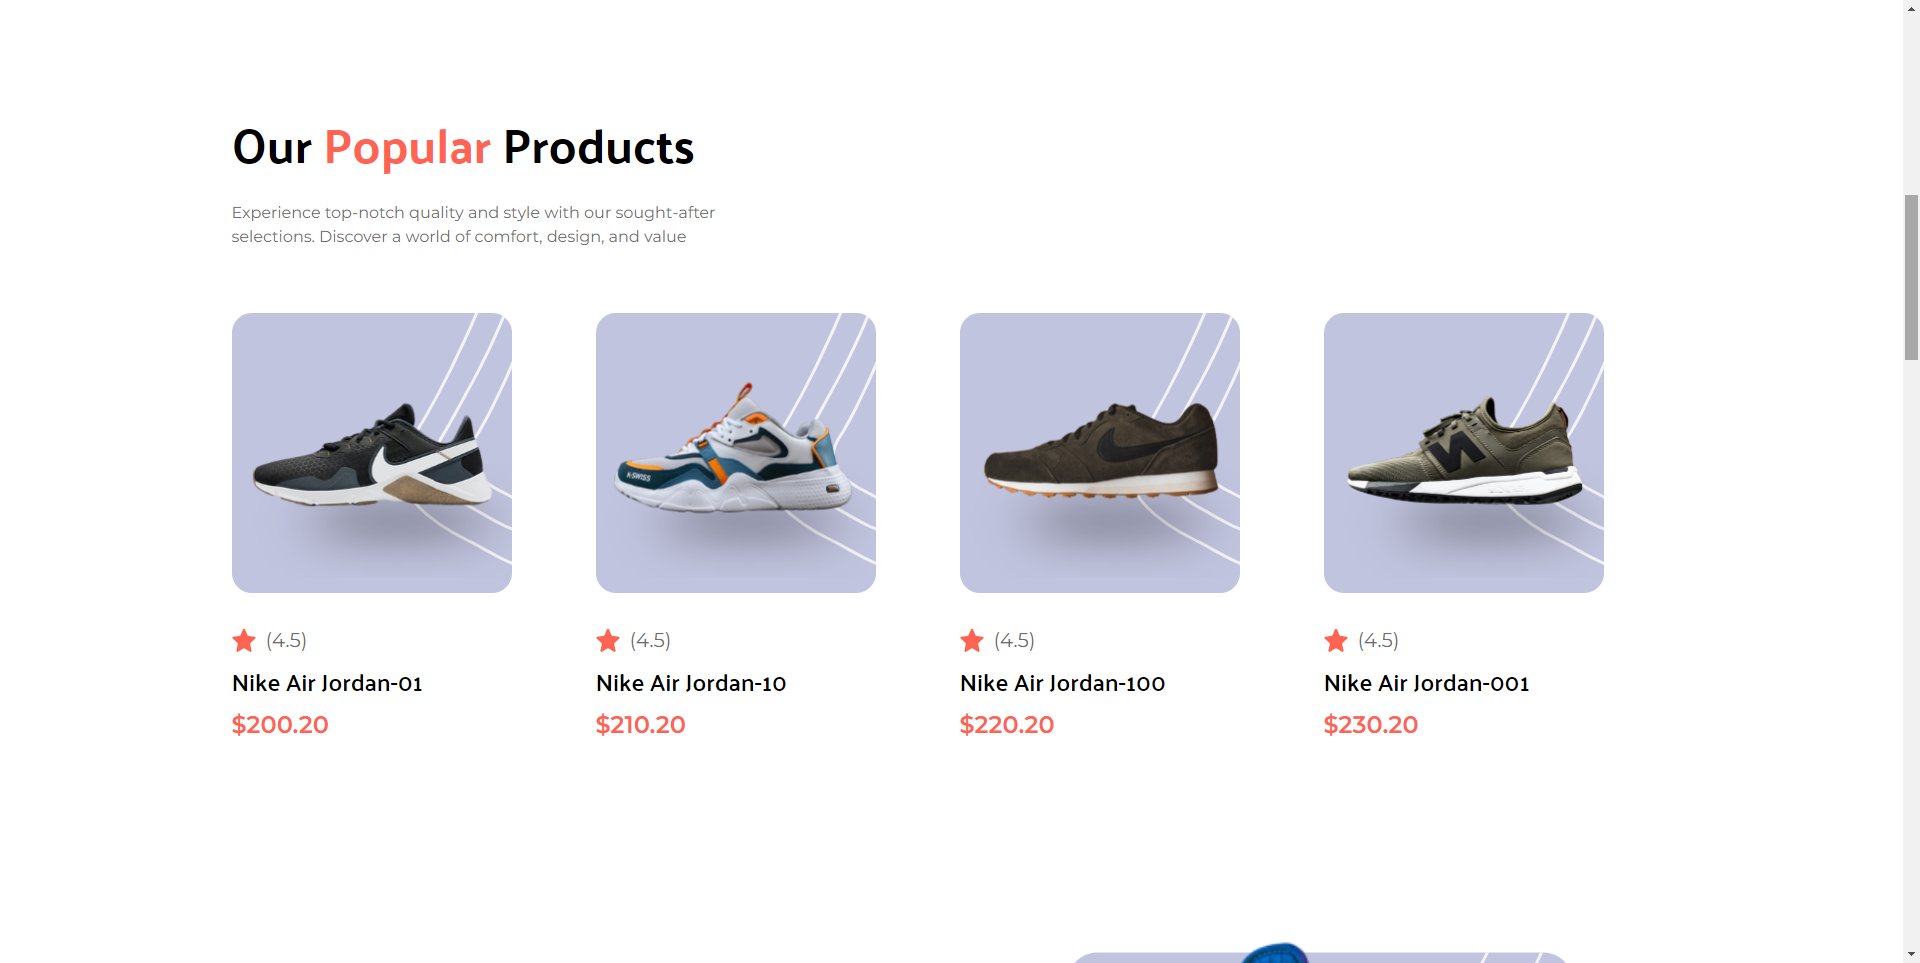 Our Popular Products
Experience top-notch quality and style with our sought-after
selections. Discover a world of comfort, design, and value
K-SWISS
(4.5)
Nike Air Jordan-01
$200.20
(4.5)
Nike Air Jordan-10
$210.20
(4.5)
Nike Air Jordan-100
$220.20
(4.5)
Nike Air Jordan-001
$230.20